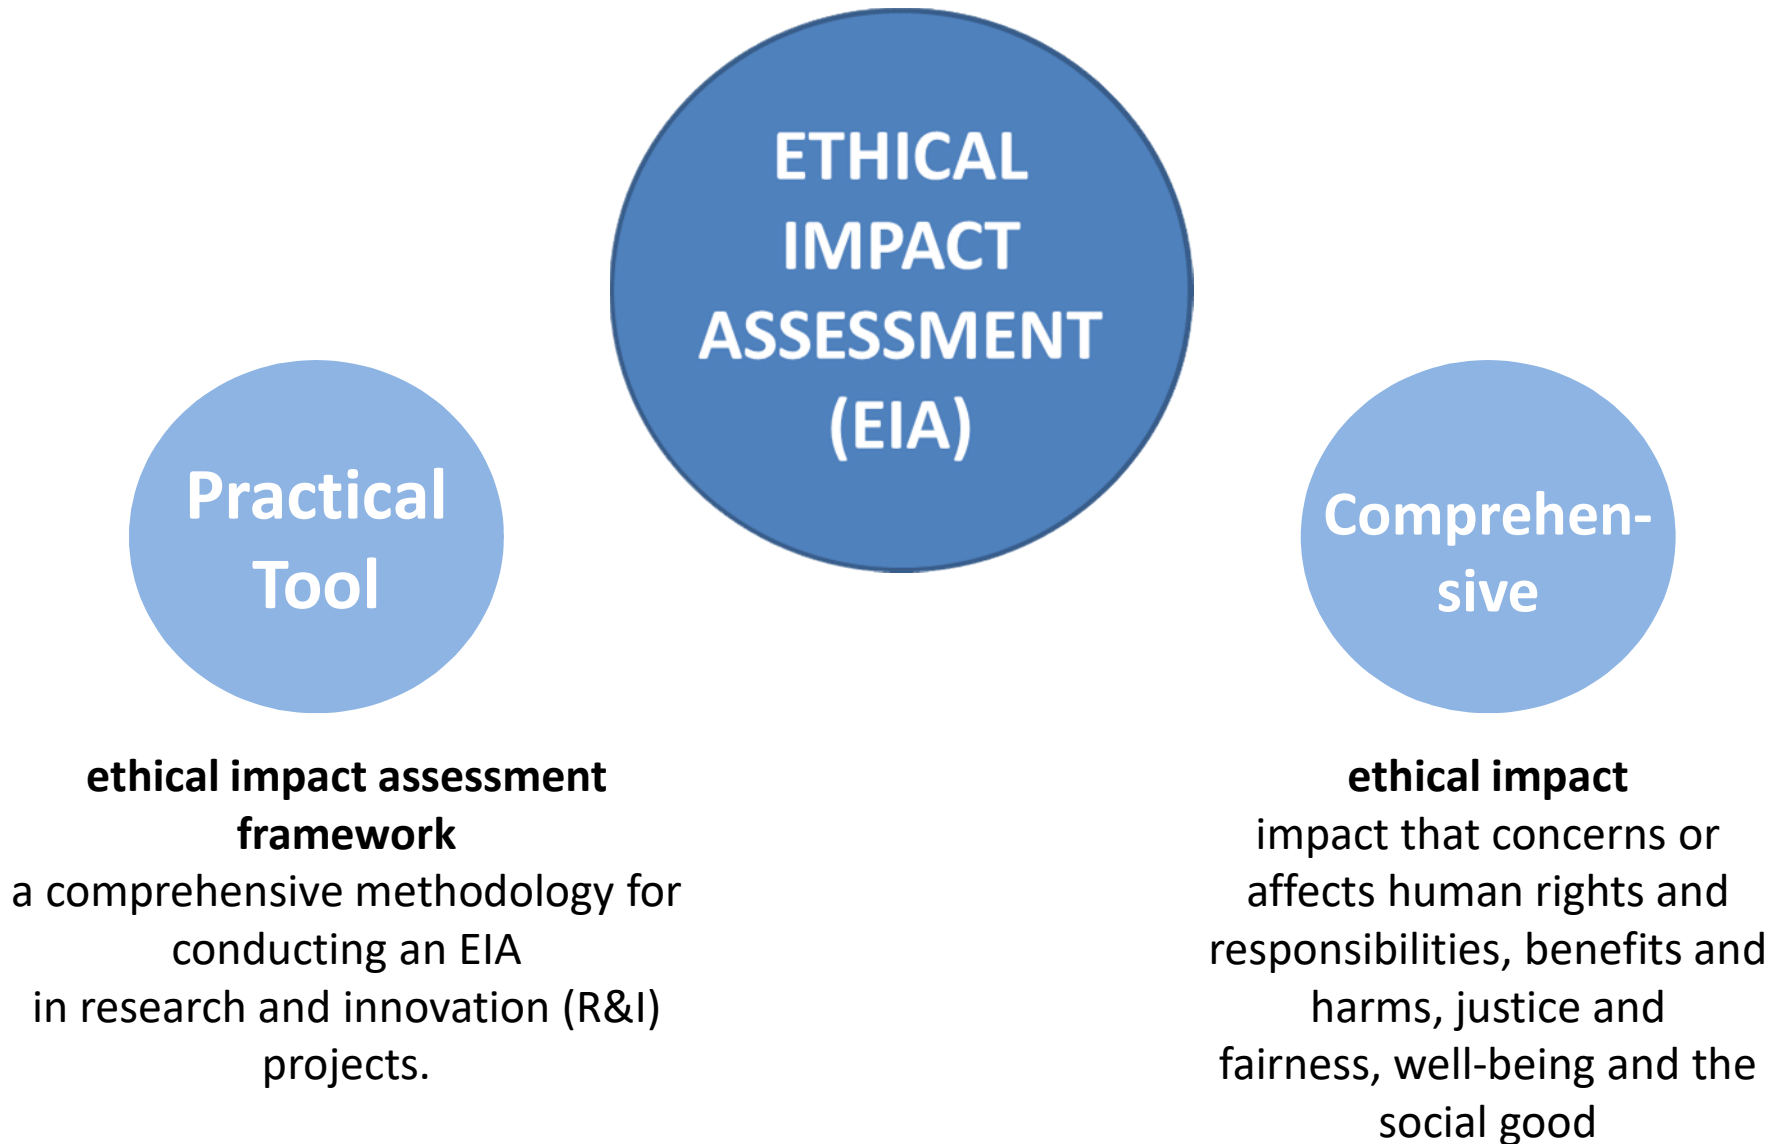 ETHICAL
IMPACT
ASSESSMENT
(EIA)
Practical
Tool
ethical impact assessment
framework
a comprehensive methodology for
conducting an EIA
in research and innovation (R&I)
projects.
Comprehen-
sive
ethical impact
impact that concerns or
affects human rights and
responsibilities, benefits and
harms, justice and
fairness, well-being and the
social good